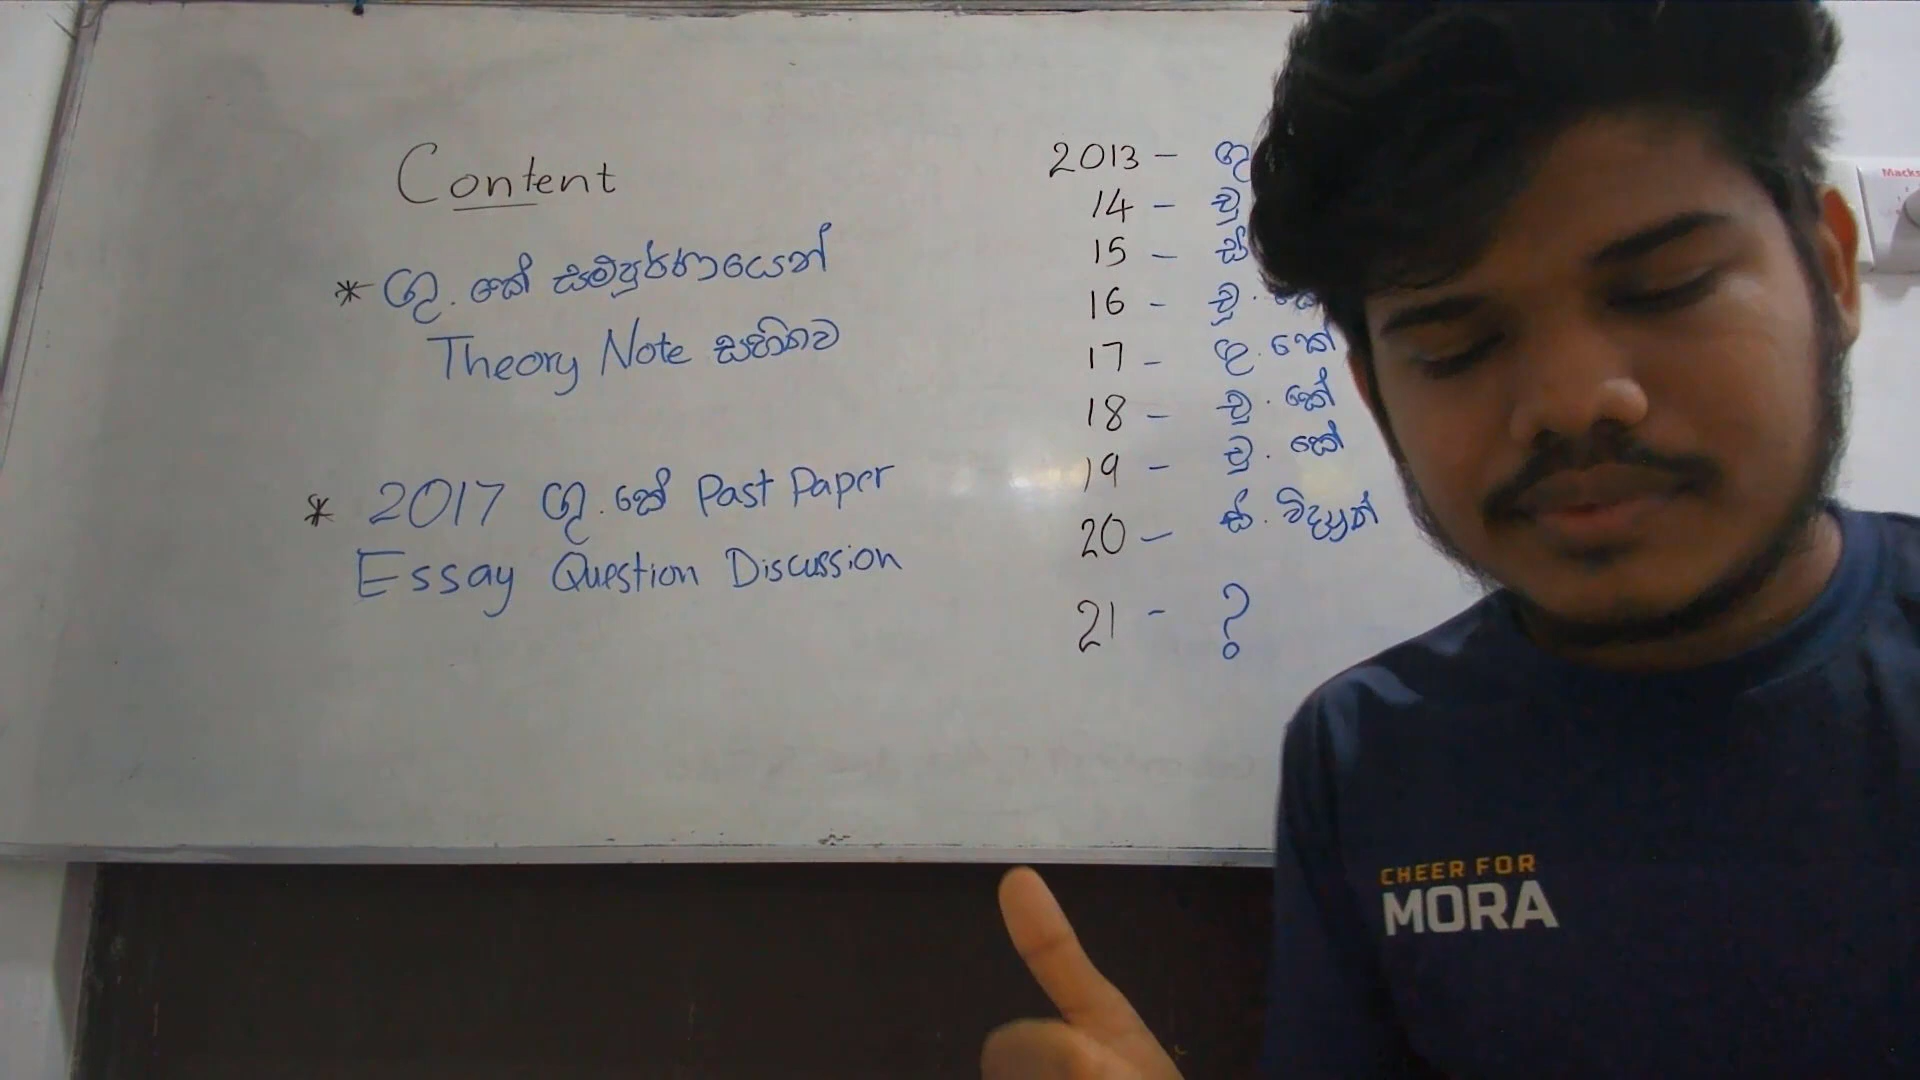 Content
* ගු. කේ සම්පූර්ණයෙන්
Theory Note සහිතව
* 2017 ගු. කේ Past Paper
Essay Question Discussion
2013 - ගු
14 - චු
15 - ස්
16 - චු.
17 - ගු. කේ
18 - චු. කේ
19 - චු. කේ
20 - ස්. විද්‍යුත්
21 - ?
CHEER FOR
MORA
Macks